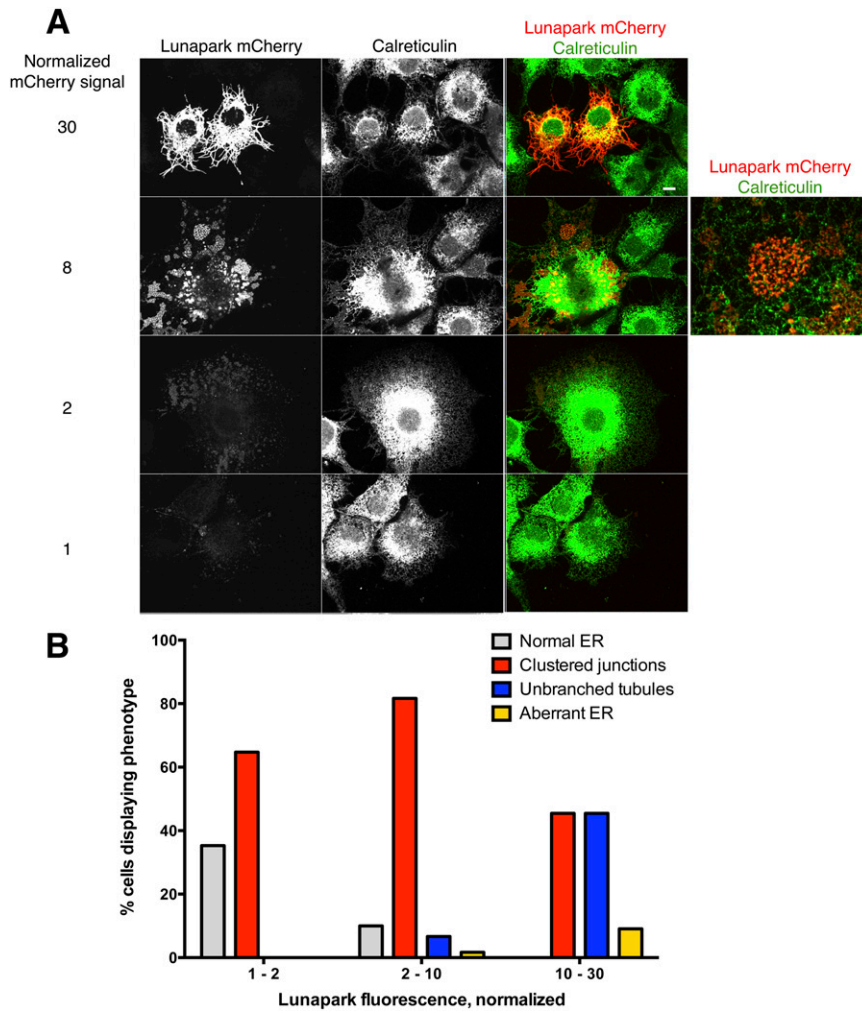 A
Normalized
mCherry signal
Lunapark mCherry
Calreticulin
Lunapark mCherry
Calreticulin
30
Lunapark mCherry
Calreticulin
8
2
1
B
% cells displaying phenotype
100
80
60
40
20
0
Normal ER
Clustered junctions
Unbranched tubules
Aberrant ER
1 - 2
2 - 10
10 - 30
Lunapark fluorescence, normalized